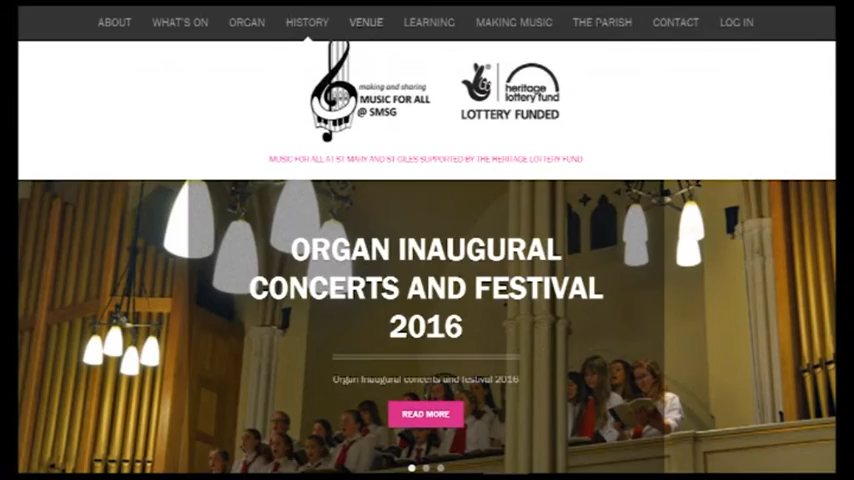 ABOUT WHAT'S ON ORGAN HISTORY VENUE LEARNING MAKING MUSIC THE PARISH CONTACT LOG IN
making and sharing
MUSIC FOR ALL
@ SMSG
heritage
lottery fund
LOTTERY FUNDED
MUSIC FOR ALL AT ST MARY AND ST GILES SUPPORTED BY THE HERITAGE LOTTERY FUND
ORGAN INAUGURAL
CONCERTS AND FESTIVAL
2016
Organ Inaugural concerts and festival 2016
READ MORE